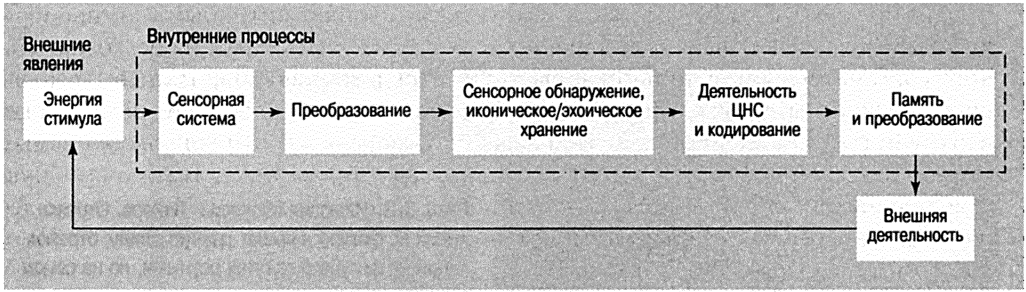 Внешние
явления
Внутренние процессы
Энергия
стимула
Сенсорная
система
Преобразование
Сенсорное обнаружение,
иконическое/эхоическое
хранение
Деятельность
ЦНС
и кодирование
Память
и преобразование
Внешняя
деятельность